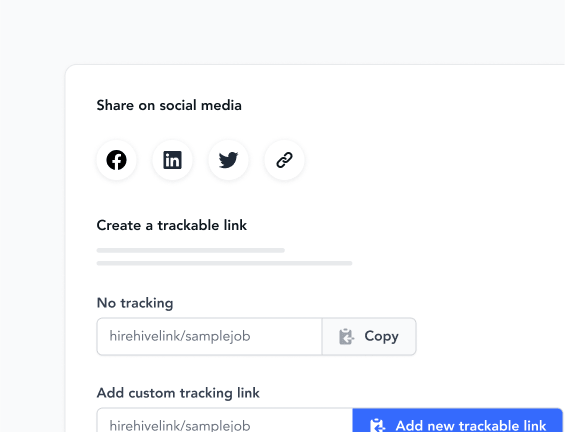 Share on social media
Create a trackable link
No tracking
hirehivelink/samplejob
Copy
Add custom tracking link
hirehivelink/samplejob
Add new trackable link